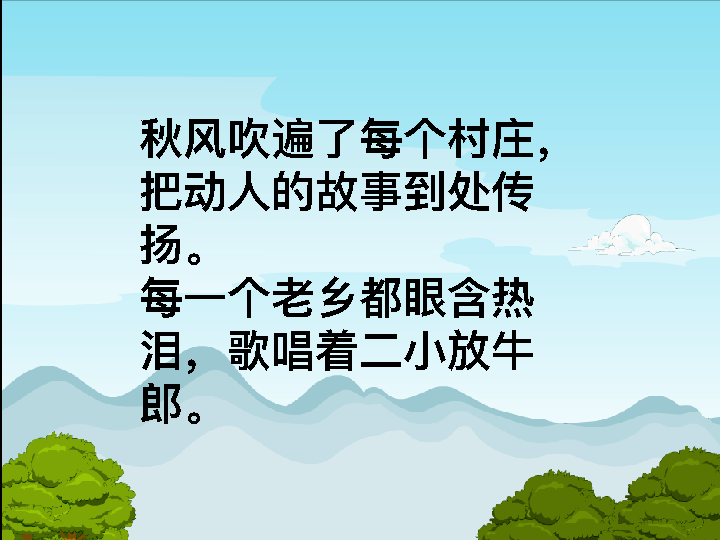 秋风吹遍了每个村庄，
把动人的故事到处传
扬。
每一个老乡都眼含热
泪，歌唱着二小放牛
郎。